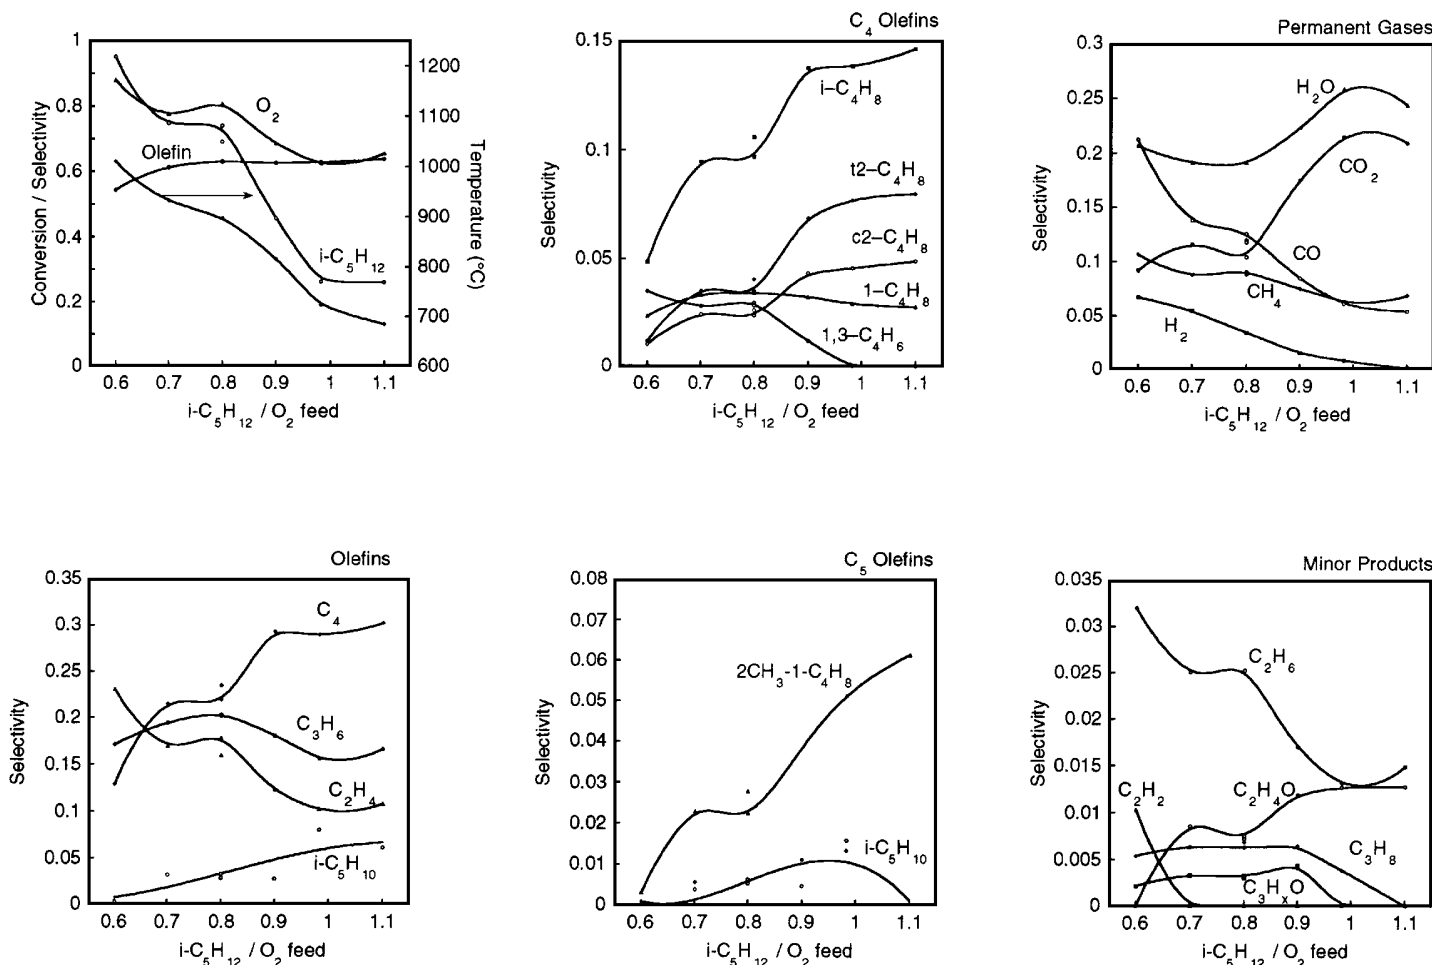 C4 Olefins
Permanent Gases
1
0.8
0.6
0.4
0.2
0
Conversion / Selectivity
O2
Olefin
i-C5H12
1200
1100
1000
900
800
700
600
Temperature (°C)
0.6 0.7 0.8 0.9 1 1.1
i-C5H12 / O2 feed
0.15
0.1
0.05
0
Selectivity
i–C4H8
t2–C4H8
c2–C4H8
1–C4H8
1,3–C4H6
0.6 0.7 0.8 0.9 1 1.1
i-C5H12 / O2 feed
0.3
0.25
0.2
0.15
0.1
0.05
0
Selectivity
H2O
CO2
CO
CH4
H2
0.6 0.7 0.8 0.9 1 1.1
i-C5H12 / O2 feed
Olefins
0.35
0.3
0.25
0.2
0.15
0.1
0.05
0
Selectivity
C4
C3H6
C2H4
i-C5H10
0.6 0.7 0.8 0.9 1 1.1
i-C5H12 / O2 feed
C5 Olefins
0.08
0.07
0.06
0.05
0.04
0.03
0.02
0.01
0
Selectivity
2CH3-1-C4H8
i-C5H10
0.6 0.7 0.8 0.9 1 1.1
i-C5H12 / O2 feed
Minor Products
0.035
0.03
0.025
0.02
0.015
0.01
0.005
0
Selectivity
C2H6
C2H2
C2H4O
C3H8
C3HxO
0.6 0.7 0.8 0.9 1 1.1
i-C5H12 / O2 feed